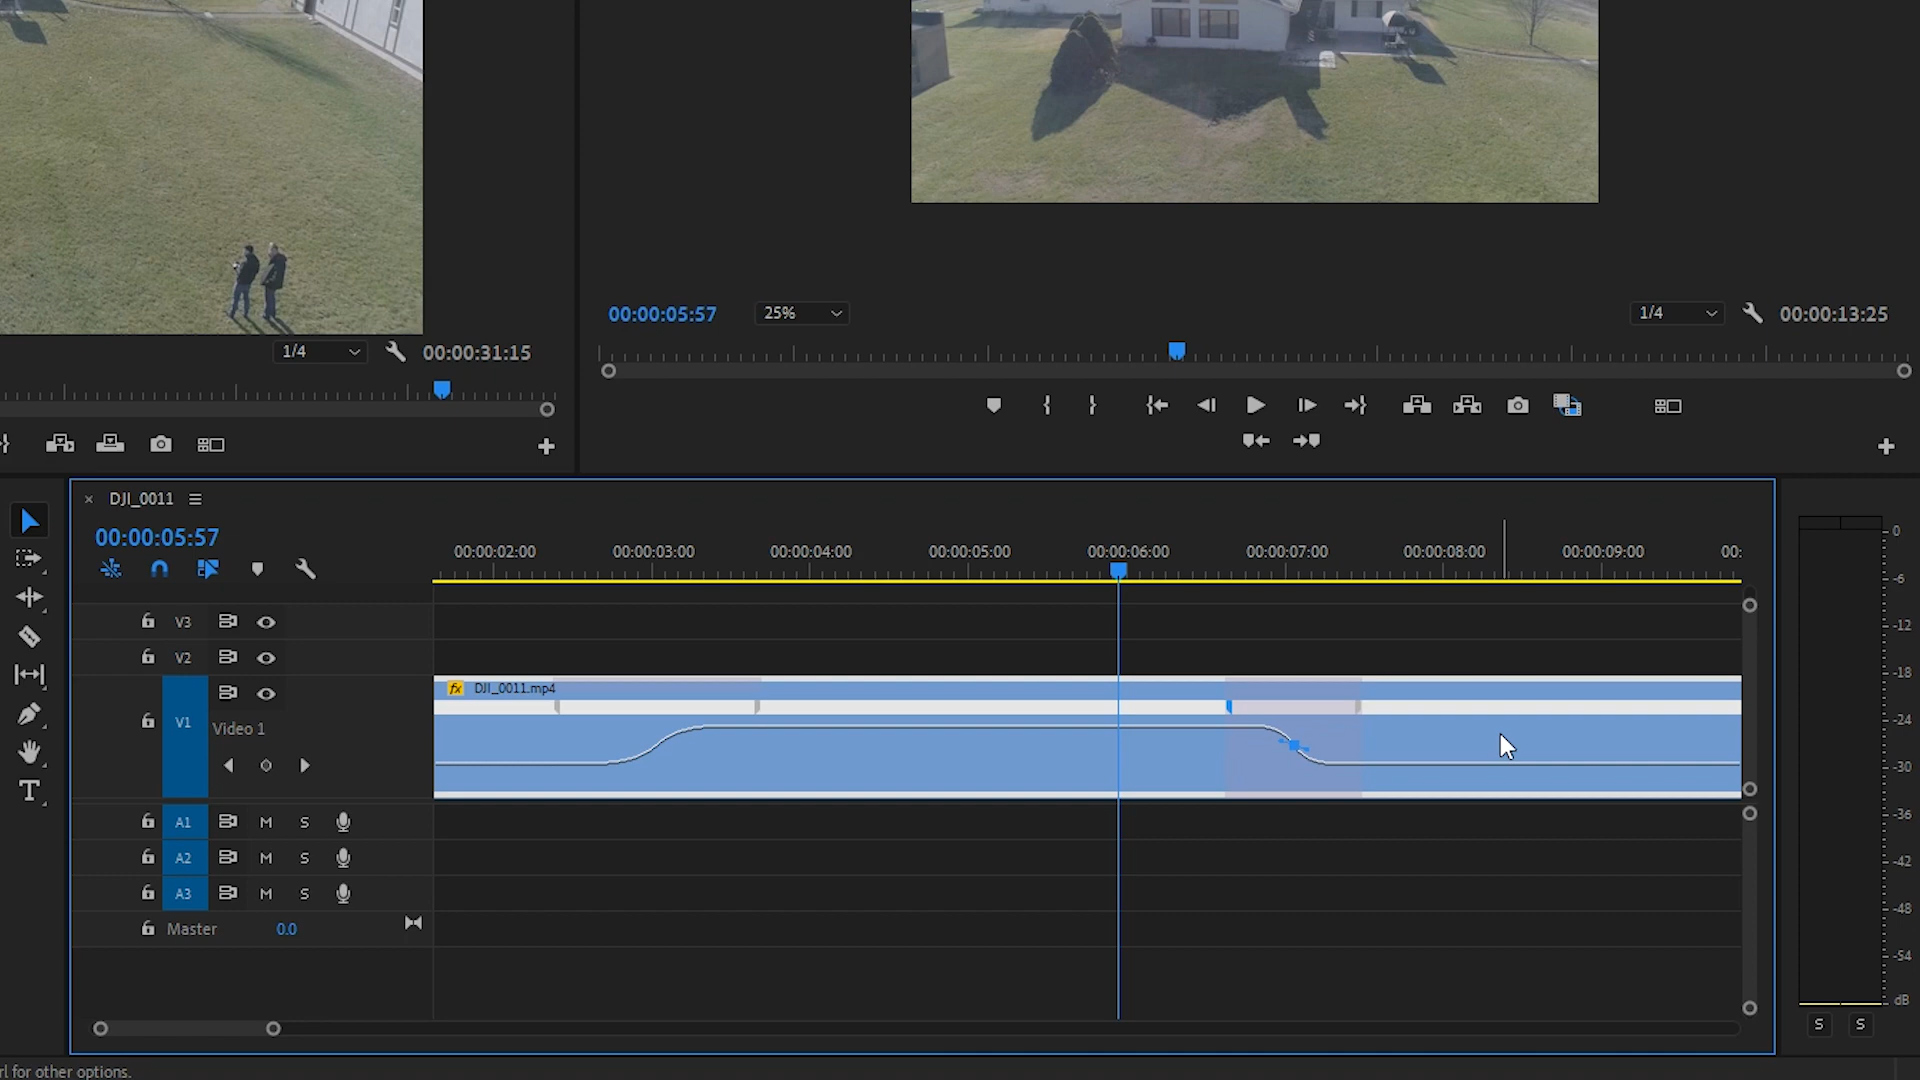 00:00:05:57
25%
1/4
00:00:13:25
1/4
00:00:31:15
DJI_0011
00:00:05:57
00:00:02:00 00:00:03:00 00:00:04:00 00:00:05:00 00:00:06:00 00:00:07:00 00:00:08:00 00:00:09:00 00:
V3
V2
fx DJI_0011.mp4
V1
Video 1
A1 M S
A2 M S
A3 M S
Master 0.0
0
-6
-12
-18
-24
-30
-36
-42
-48
-54
dB
S S
rl for other options.